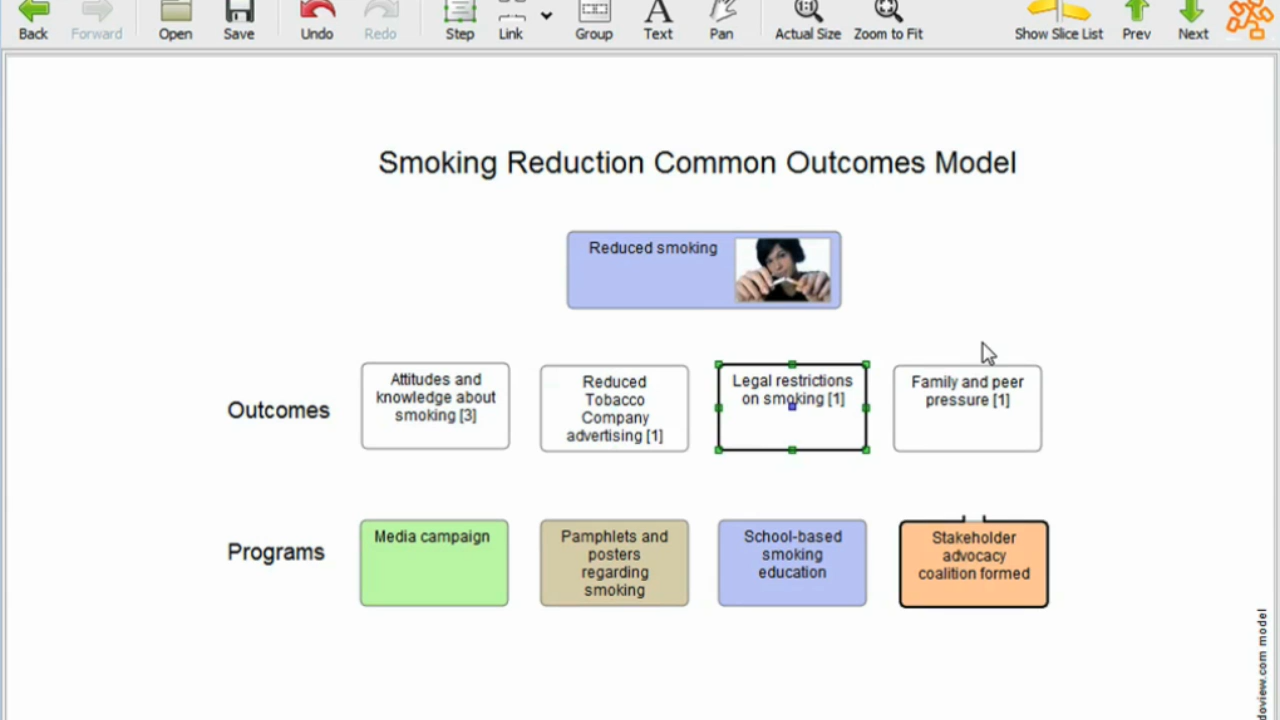 Back Forward Open Save Undo Redo Step Link Group Text Pan Actual Size Zoom to Fit Show Slice List Prev Next
Smoking Reduction Common Outcomes Model
Reduced smoking
Outcomes
Attitudes and
knowledge about
smoking [3]
Reduced
Tobacco
Company
advertising [1]
Legal restrictions
on smoking [1]
Family and peer
pressure [1]
Programs
Media campaign
Pamphlets and
posters
regarding
smoking
School-based
smoking
education
Stakeholder
advocacy
coalition formed
doview.com model